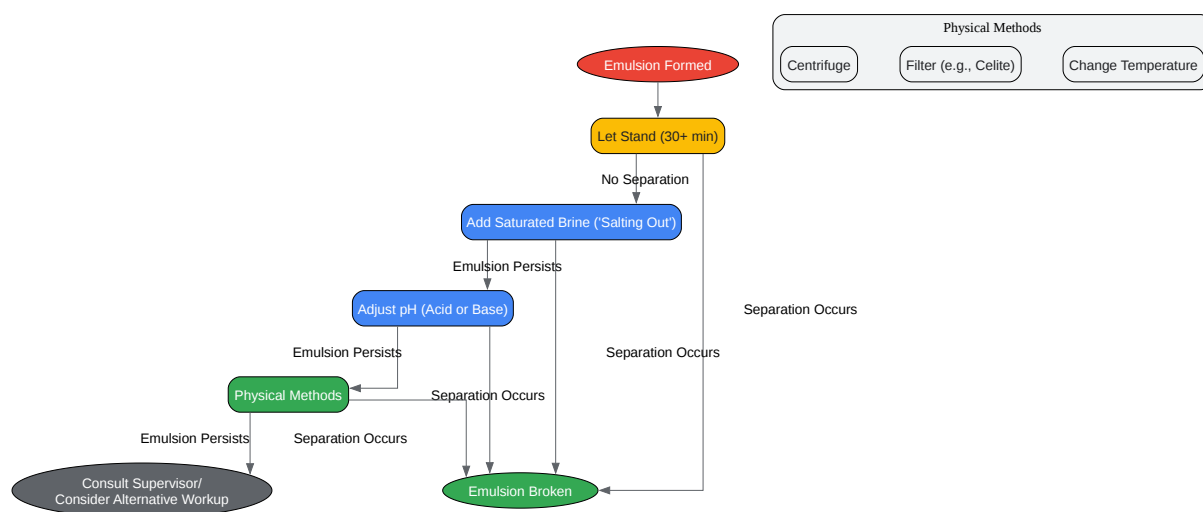 Physical Methods
Centrifuge
Filter (e.g., Celite)
Change Temperature
Emulsion Formed
Let Stand (30+ min)
No Separation
Add Saturated Brine ('Salting Out')
Emulsion Persists
Adjust pH (Acid or Base)
Separation Occurs
Emulsion Persists
Separation Occurs
Physical Methods
Separation Occurs
Emulsion Persists
Separation Occurs
Consult Supervisor/
Consider Alternative Workup
Emulsion Broken